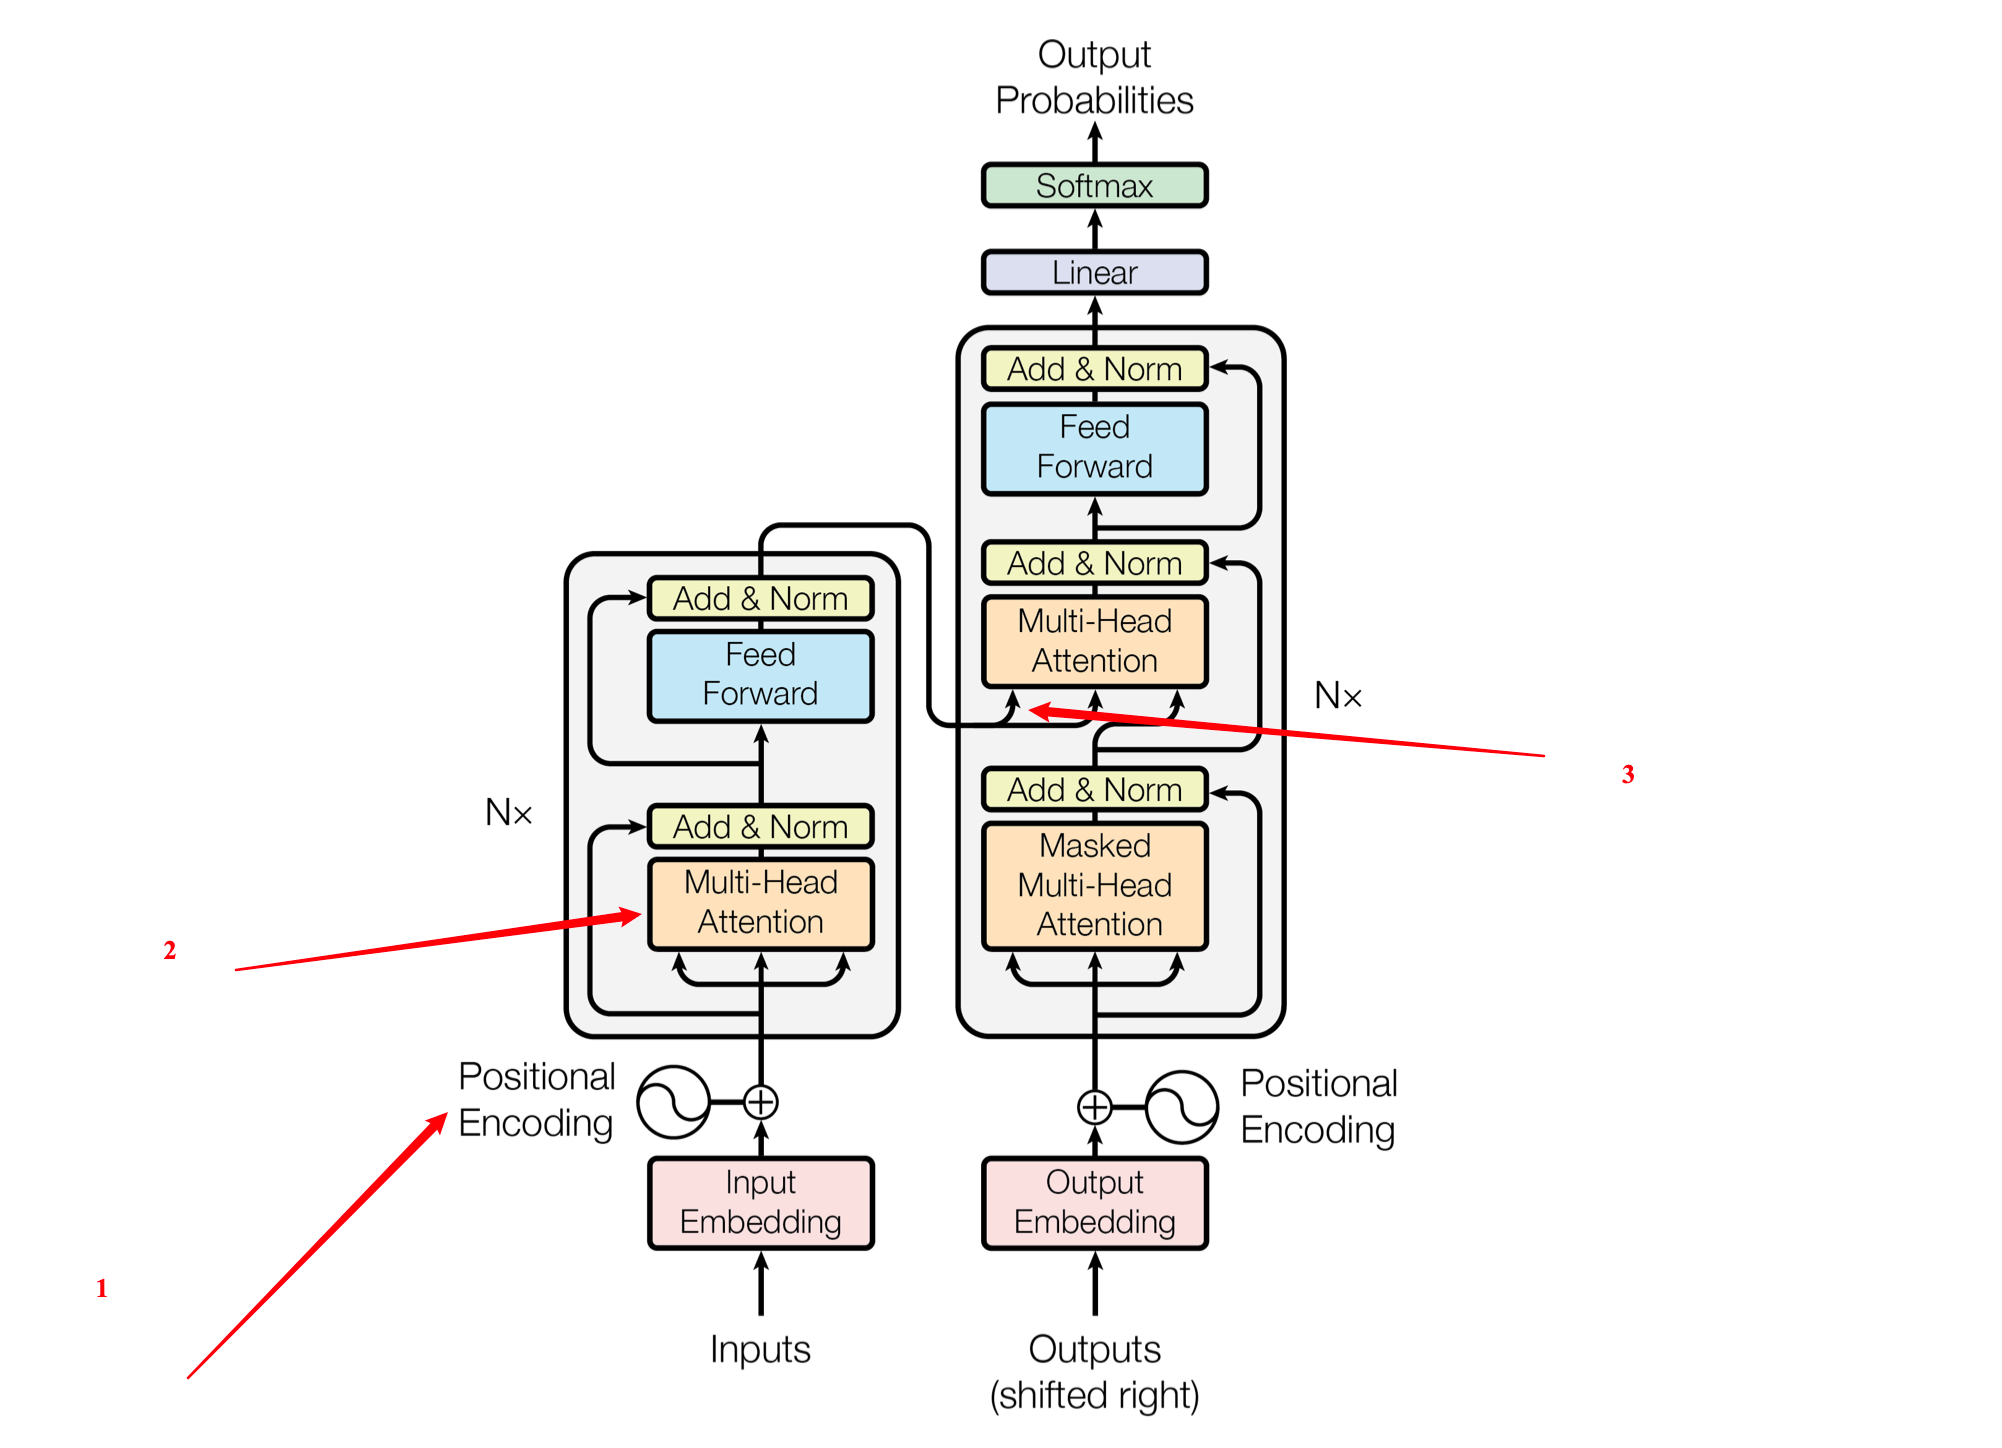 Output
Probabilities
Softmax
Linear
Add & Norm
Feed
Forward
Add & Norm
Multi-Head
Attention
Add & Norm
Masked
Multi-Head
Attention
N×
3
Add & Norm
Feed
Forward
Add & Norm
Multi-Head
Attention
N×
2
Positional
Encoding
Positional
Encoding
Input
Embedding
Output
Embedding
1
Inputs
Outputs
(shifted right)